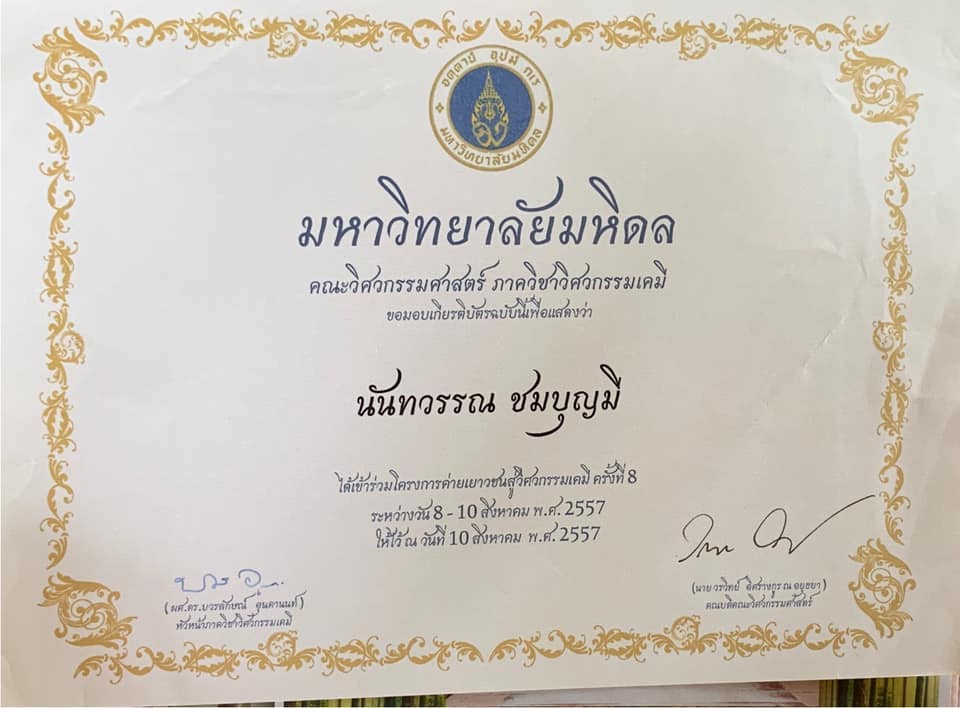 อตฺตานํ อุปมํ กเร
มหาวิทยาลัยมหิดล
มหาวิทยาลัยมหิดล
คณะวิศวกรรมศาสตร์ ภาควิชาวิศวกรรมเคมี
ขอมอบเกียรติบัตรฉบับนี้เพื่อแสดงว่า
นันทวรรณ ชมบุญมี
ได้เข้าร่วมโครงการค่ายเยาวชนสู่วิศวกรรมเคมี ครั้งที่ 8
ระหว่างวัน 8 - 10 สิงหาคม พ.ศ. 2557
ให้ไว้ ณ วันที่ 10 สิงหาคม พ.ศ. 2557
(ผศ.ดร.บวรลักษณ์ อุนคานนท์)
หัวหน้าภาควิชาวิศวกรรมเคมี
(นาย วรวิทย์ อิศรางกูร ณ อยุธยา)
คณบดีคณะวิศวกรรมศาสตร์